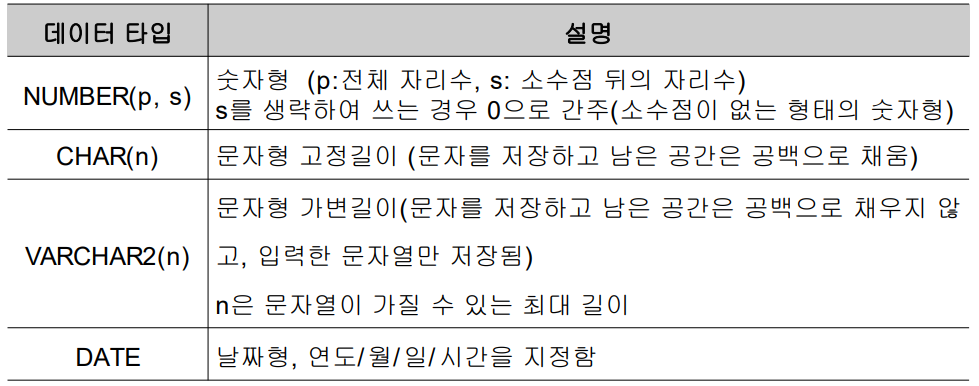 데이터 타입 설명
NUMBER(p, s) 숫자형 (p:전체 자리수, s: 소수점 뒤의 자리수)
s를 생략하여 쓰는 경우 0으로 간주(소수점이 없는 형태의 숫자형)
CHAR(n) 문자형 고정길이 (문자를 저장하고 남은 공간은 공백으로 채움)
문자형 가변길이(문자를 저장하고 남은 공간은 공백으로 채우지 않
VARCHAR2(n) 고, 입력한 문자열만 저장됨)
n은 문자열이 가질 수 있는 최대 길이
DATE 날짜형, 연도/월/일/시간을 지정함